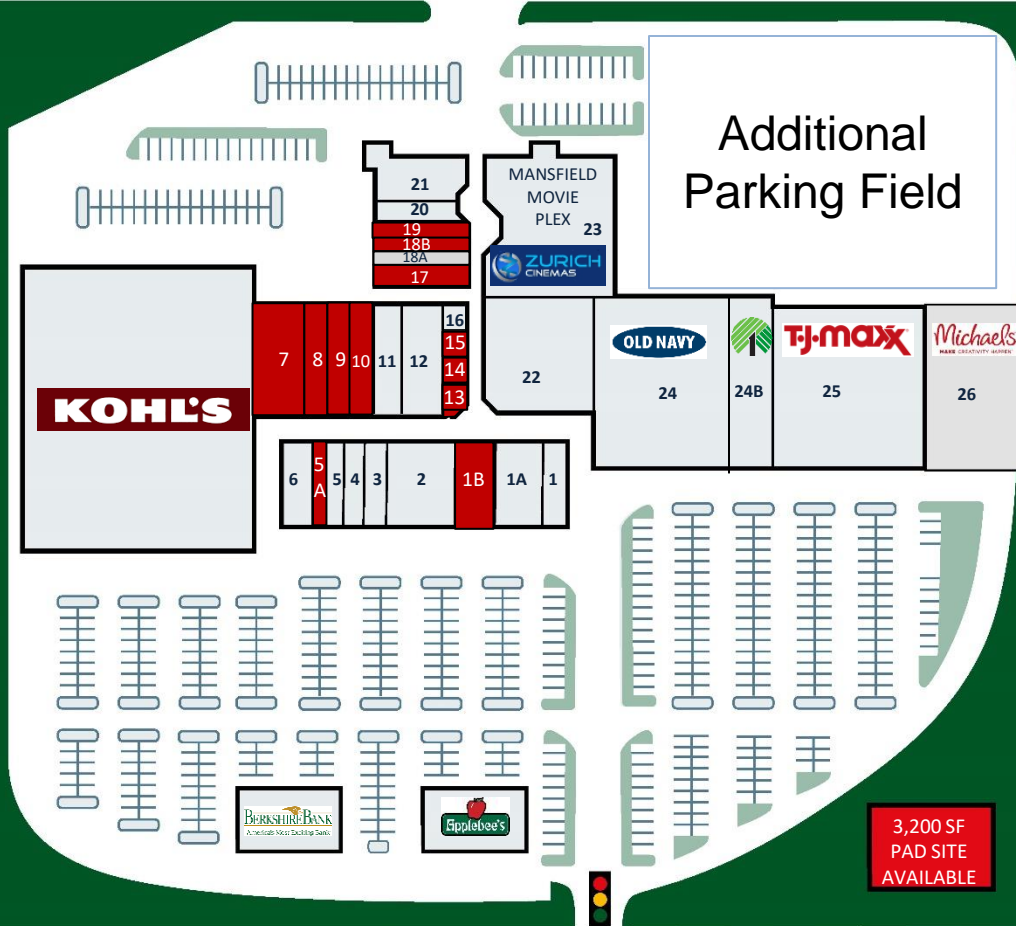 Additional
Parking Field
MANSFIELD
MOVIE
PLEX
23
ZURICH
CINEMAS
21
20
19
18B
18A
17
16
15
14
13
7
8
9
10
11
12
KOHL'S
22
OLD NAVY
24
24B
T·J·maxx
25
Michaels
MAKE CREATIVITY HAPPEN
26
6
5
A
5
4
3
2
1B
1A
1
BERKSHIRE BANK
America's Most Exciting Bank
Applebee's
3,200 SF
PAD SITE
AVAILABLE